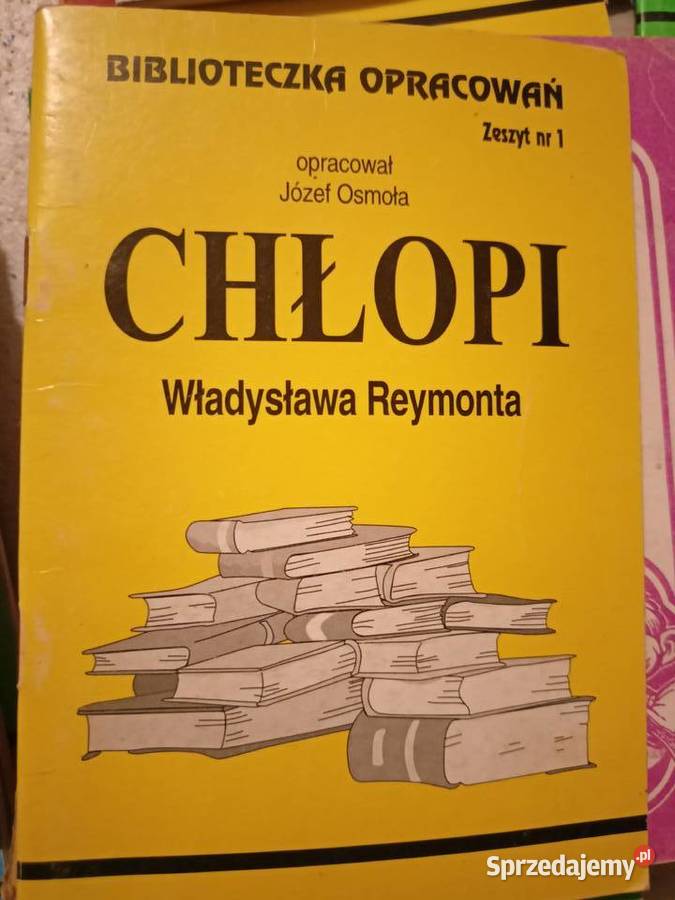 BIBLIOTECZKA OPRACOWAŃ
Zeszyt nr 1
opracował
Józef Osmoła
CHŁOPI
Władysława Reymonta
Sprzedajemy.pl